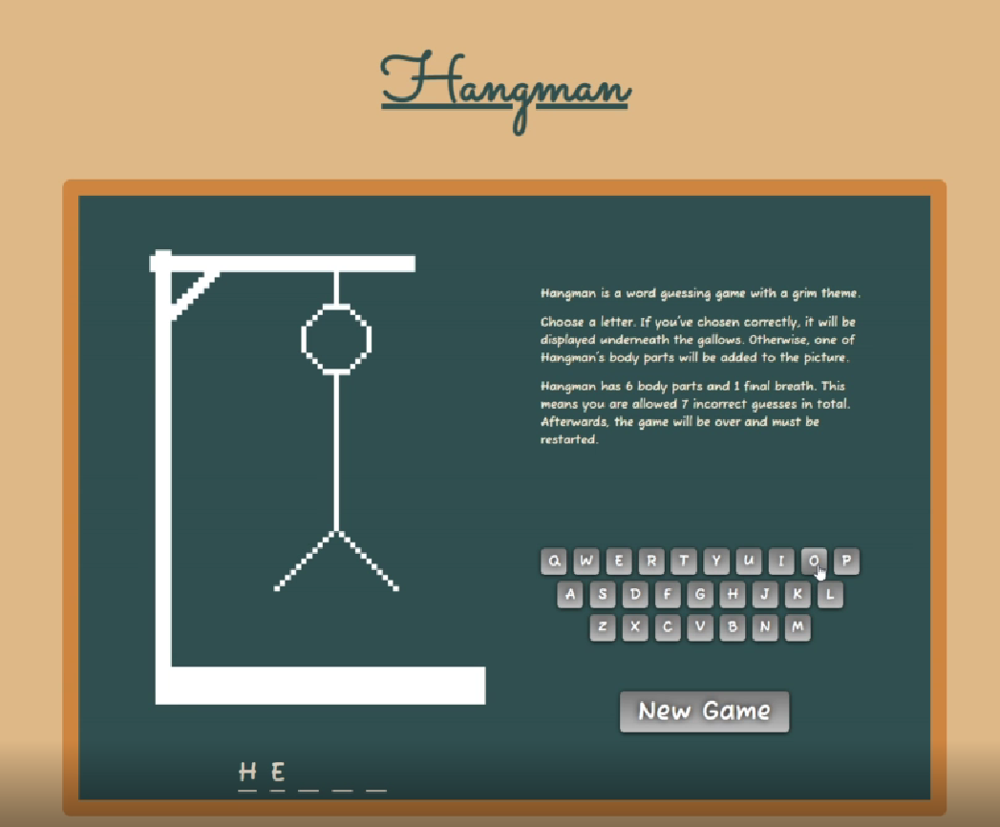 Hangman
Hangman is a word guessing game with a grim theme.
Choose a letter. If you've chosen correctly, it will be
displayed underneath the gallows. Otherwise, one of
Hangman's body parts will be added to the picture.
Hangman has 6 body parts and 1 final breath. This
means you are allowed 7 incorrect guesses in total.
Afterwards, the game will be over and must be
restarted.
Q W E R T Y U I O P
A S D F G H J K L
Z X C V B N M
New Game
H E _ _ _